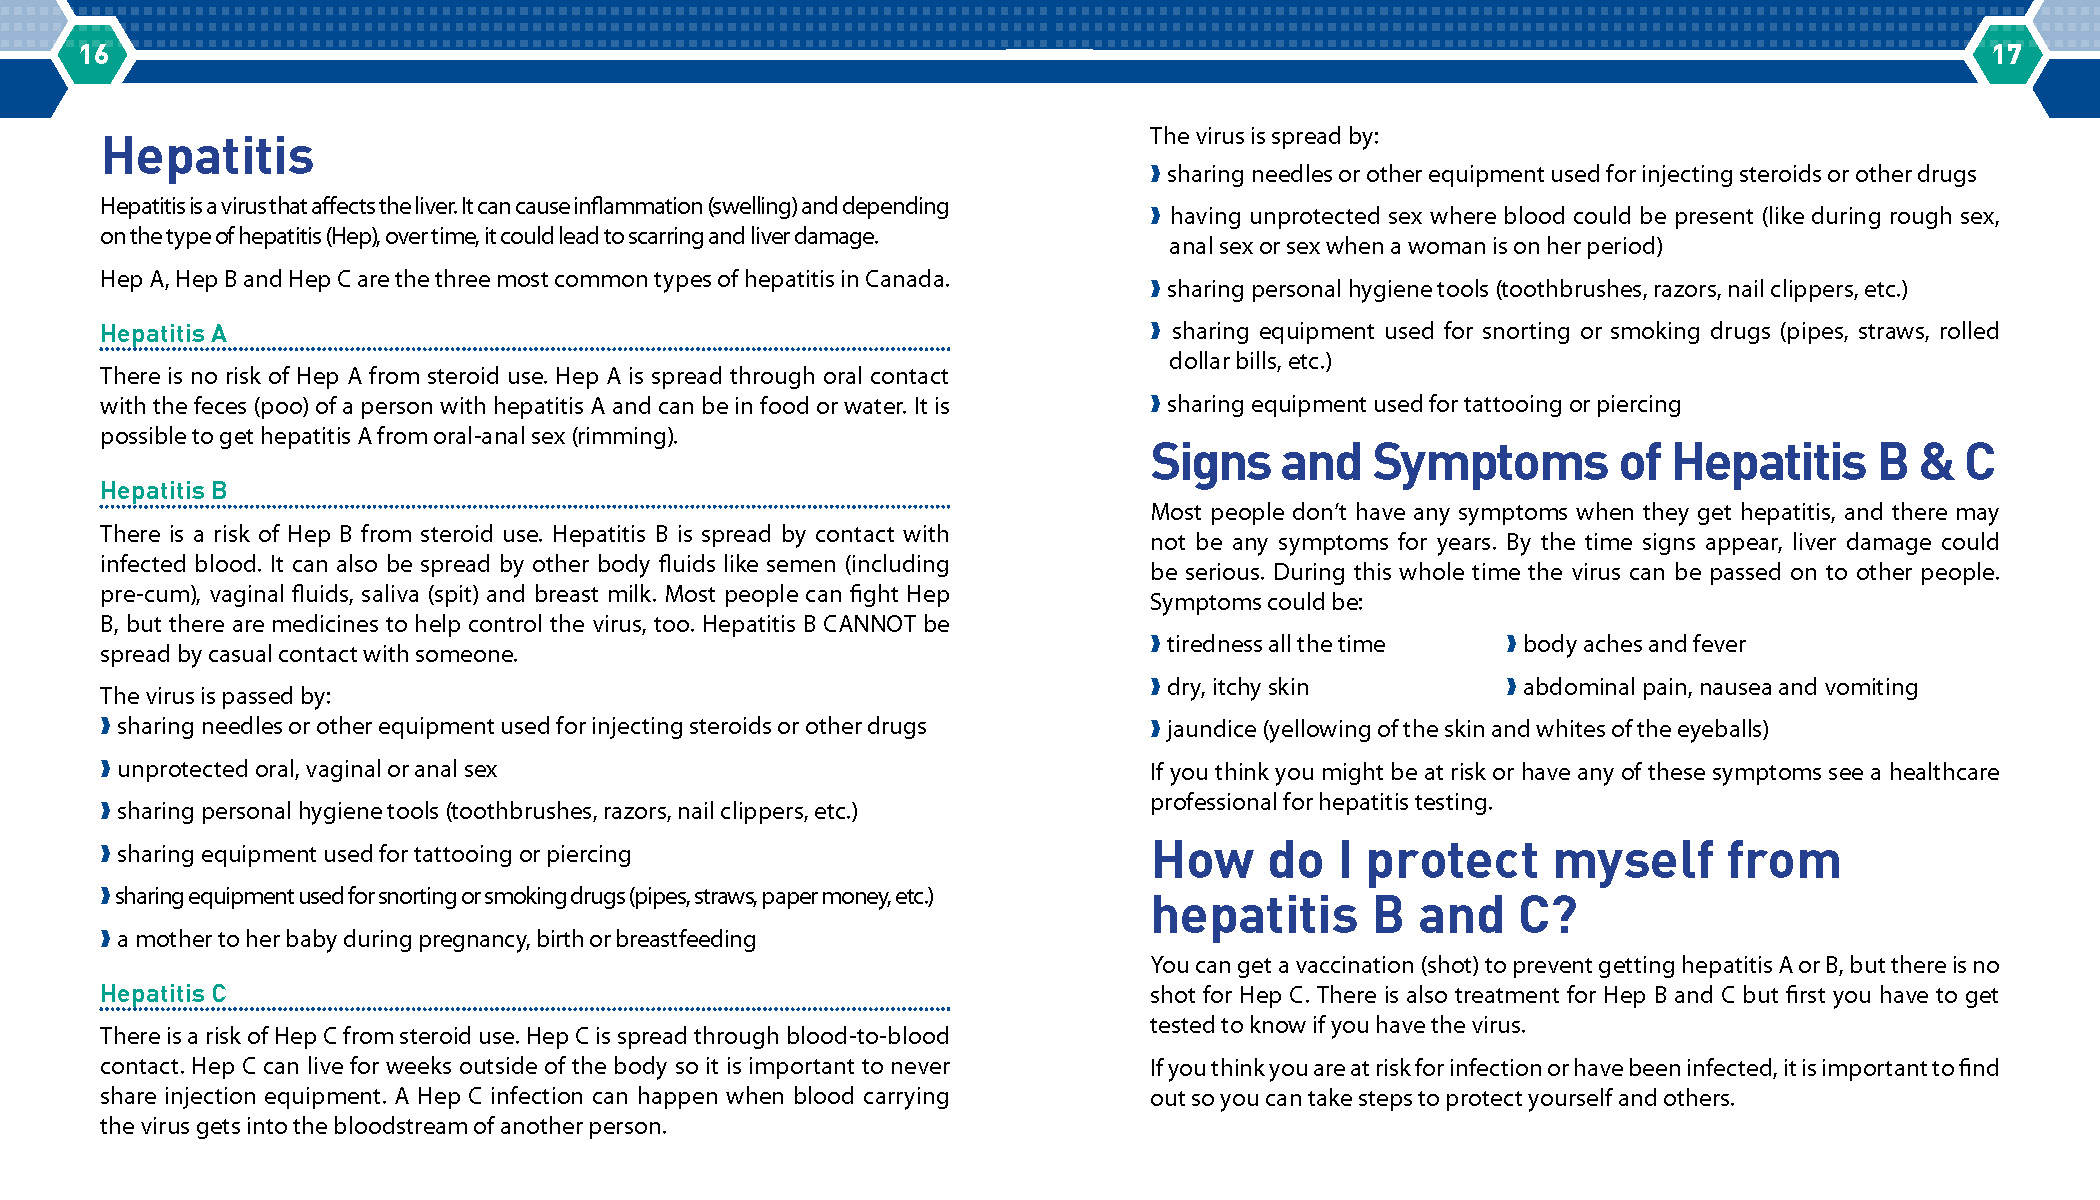 16
Hepatitis
Hepatitis is a virus that affects the liver. It can cause inflammation (swelling) and depending
on the type of hepatitis (Hep), over time, it could lead to scarring and liver damage.
Hep A, Hep B and Hep C are the three most common types of hepatitis in Canada.
Hepatitis A
There is no risk of Hep A from steroid use. Hep A is spread through oral contact
with the feces (poo) of a person with hepatitis A and can be in food or water. It is
possible to get hepatitis A from oral-anal sex (rimming).
Hepatitis B
There is a risk of Hep B from steroid use. Hepatitis B is spread by contact with
infected blood. It can also be spread by other body fluids like semen (including
pre-cum), vaginal fluids, saliva (spit) and breast milk. Most people can fight Hep
B, but there are medicines to help control the virus, too. Hepatitis B CANNOT be
spread by casual contact with someone.
The virus is passed by:
❱ sharing needles or other equipment used for injecting steroids or other drugs
❱ unprotected oral, vaginal or anal sex
❱ sharing personal hygiene tools (toothbrushes, razors, nail clippers, etc.)
❱ sharing equipment used for tattooing or piercing
❱ sharing equipment used for snorting or smoking drugs (pipes, straws, paper money, etc.)
❱ a mother to her baby during pregnancy, birth or breastfeeding
Hepatitis C
There is a risk of Hep C from steroid use. Hep C is spread through blood-to-blood
contact. Hep C can live for weeks outside of the body so it is important to never
share injection equipment. A Hep C infection can happen when blood carrying
the virus gets into the bloodstream of another person.
17
The virus is spread by:
❱ sharing needles or other equipment used for injecting steroids or other drugs
❱ having unprotected sex where blood could be present (like during rough sex,
anal sex or sex when a woman is on her period)
❱ sharing personal hygiene tools (toothbrushes, razors, nail clippers, etc.)
❱ sharing equipment used for snorting or smoking drugs (pipes, straws, rolled
dollar bills, etc.)
❱ sharing equipment used for tattooing or piercing
Signs and Symptoms of Hepatitis B & C
Most people don’t have any symptoms when they get hepatitis, and there may
not be any symptoms for years. By the time signs appear, liver damage could
be serious. During this whole time the virus can be passed on to other people.
Symptoms could be:
❱ tiredness all the time ❱ body aches and fever
❱ dry, itchy skin ❱ abdominal pain, nausea and vomiting
❱ jaundice (yellowing of the skin and whites of the eyeballs)
If you think you might be at risk or have any of these symptoms see a healthcare
professional for hepatitis testing.
How do I protect myself from
hepatitis B and C?
You can get a vaccination (shot) to prevent getting hepatitis A or B, but there is no
shot for Hep C. There is also treatment for Hep B and C but first you have to get
tested to know if you have the virus.
If you think you are at risk for infection or have been infected, it is important to find
out so you can take steps to protect yourself and others.